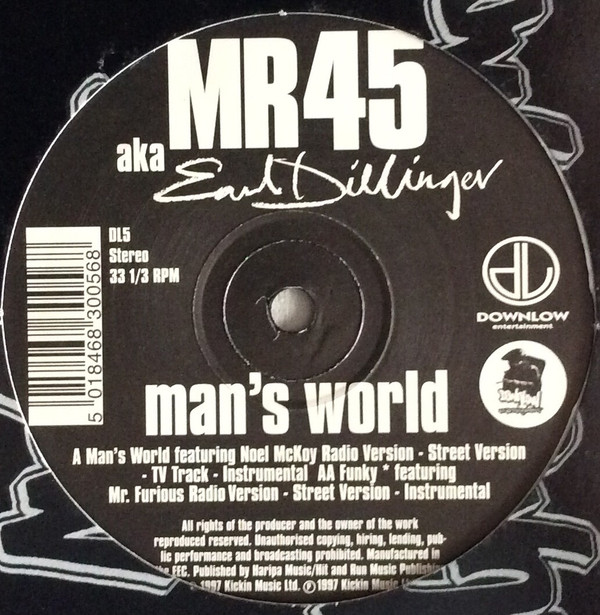 MR45
aka Earl Dillinger
DL5
Stereo
33 1/3 RPM
5 018468 300568
DL
DOWNLOW
entertainment
man's world
A Man's World featuring Noel McKoy Radio Version - Street Version
- TV Track - Instrumental AA Funky * featuring
Mr. Furious Radio Version - Street Version - Instrumental
All rights of the producer and the owner of the work
reproduced reserved. Unauthorised copying, hiring, lending, pub-
lic performance and broadcasting prohibited. Manufactured in
the EEC. Published by Haripa Music/Hit and Run Music
1997 Kickin Music Ltd. ℗ 1997 Kickin Music